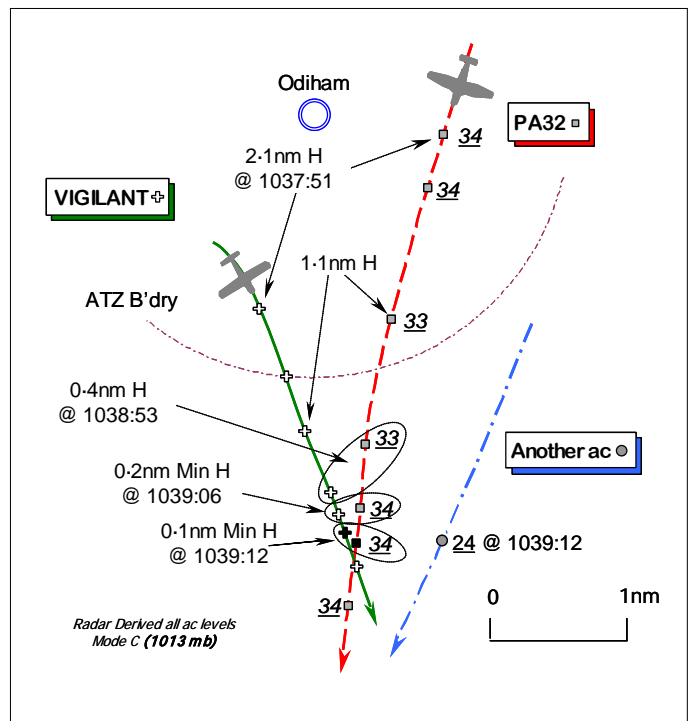 Odiham
PA32
34
2·1nm H
@ 1037:51
34
VIGILANT
1·1nm H
ATZ B'dry
33
0·4nm H
@ 1038:53
33
Another ac
0·2nm Min H
@ 1039:06
34
0·1nm Min H
@ 1039:12
34
24 @ 1039:12
0 1nm
34
Radar Derived all ac levels
Mode C (1013 mb)